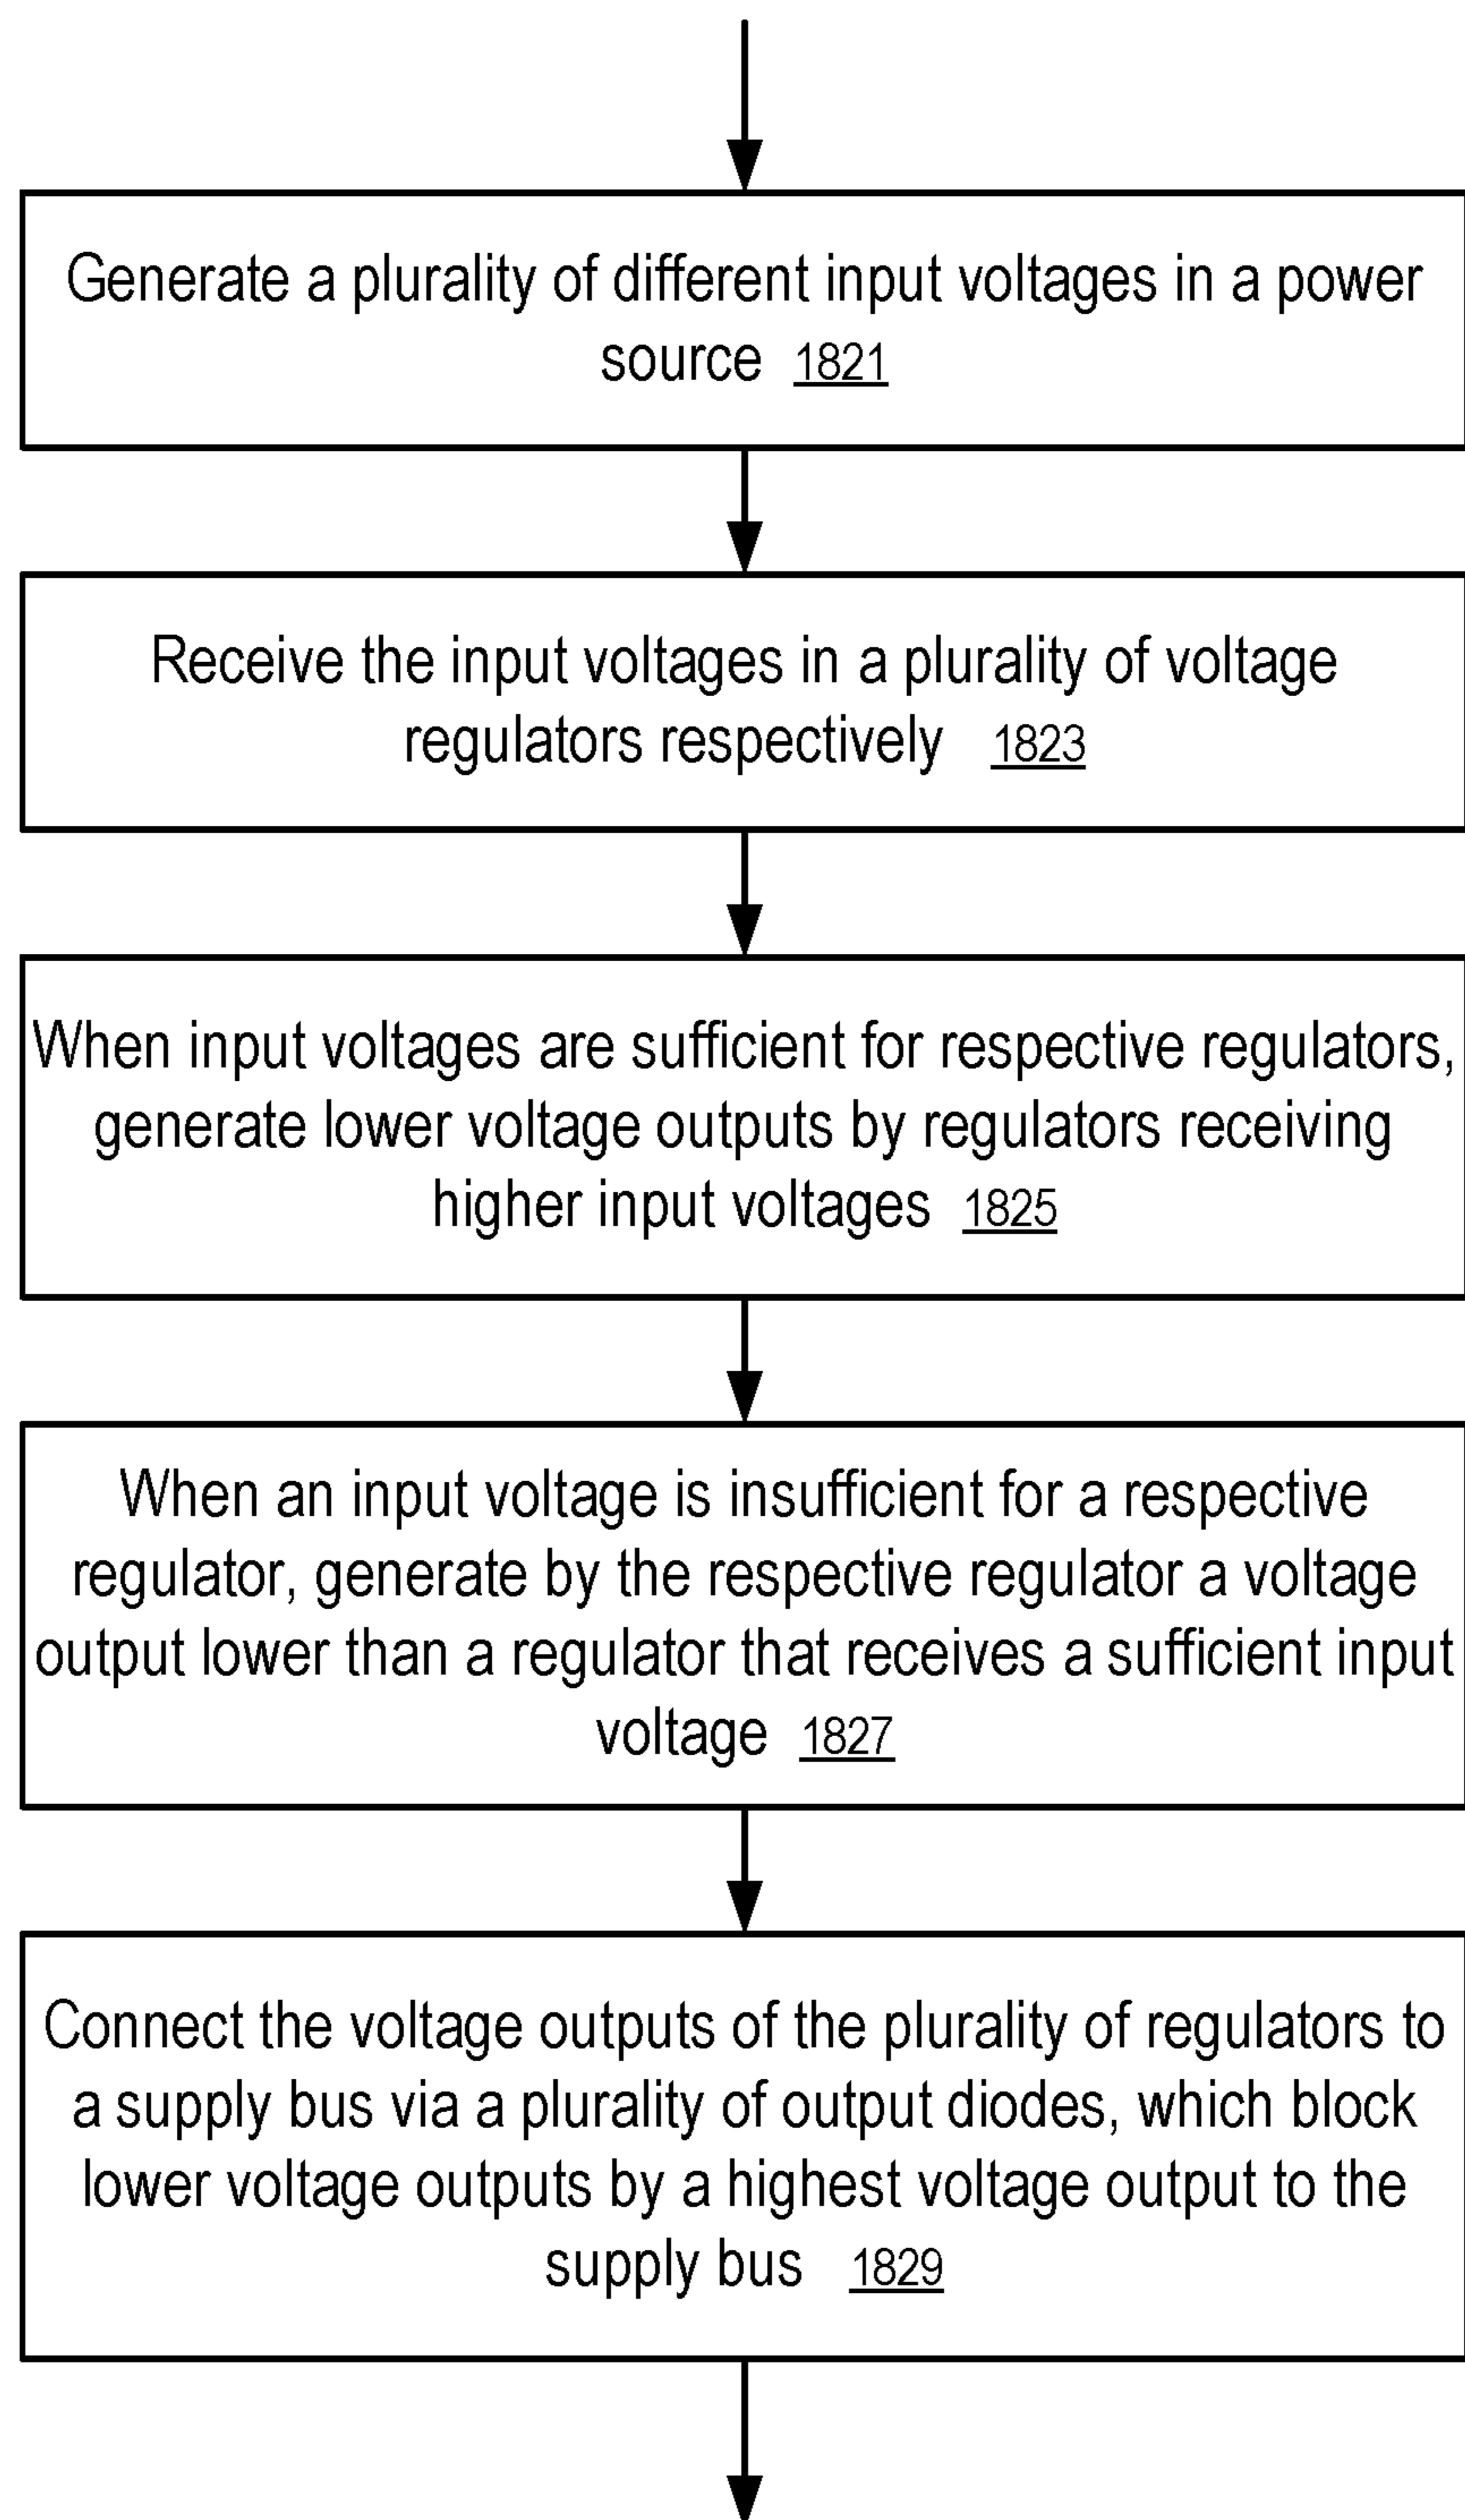 Generate a plurality of different input voltages in a power
source 1821
Receive the input voltages in a plurality of voltage
regulators respectively 1823
When input voltages are sufficient for respective regulators,
generate lower voltage outputs by regulators receiving
higher input voltages 1825
When an input voltage is insufficient for a respective
regulator, generate by the respective regulator a voltage
output lower than a regulator that receives a sufficient input
voltage 1827
Connect the voltage outputs of the plurality of regulators to
a supply bus via a plurality of output diodes, which block
lower voltage outputs by a highest voltage output to the
supply bus 1829